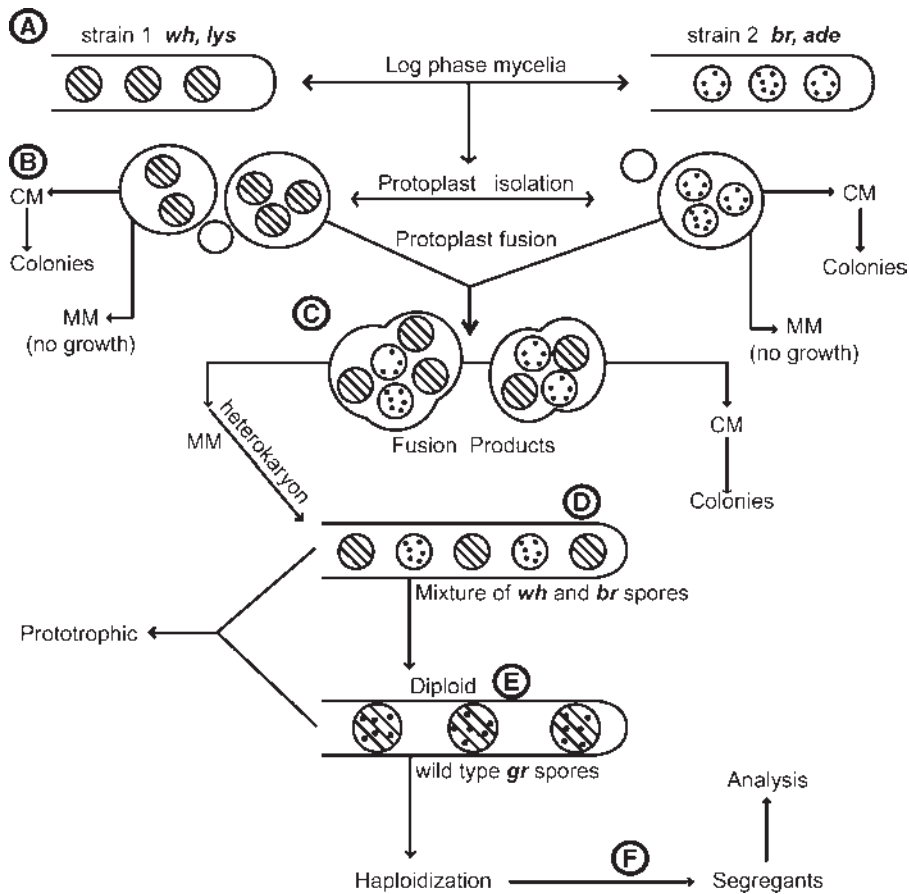 A
strain 1 wh, lys
strain 2 br, ade
Log phase mycelia
B
CM
Protoplast isolation
CM
Protoplast fusion
Colonies
Colonies
C
MM
(no growth)
MM
(no growth)
MM
heterokaryon
Fusion Products
CM
Colonies
D
Mixture of wh and br spores
Prototrophic
Diploid
E
wild type gr spores
Analysis
F
Haploidization
Segregants